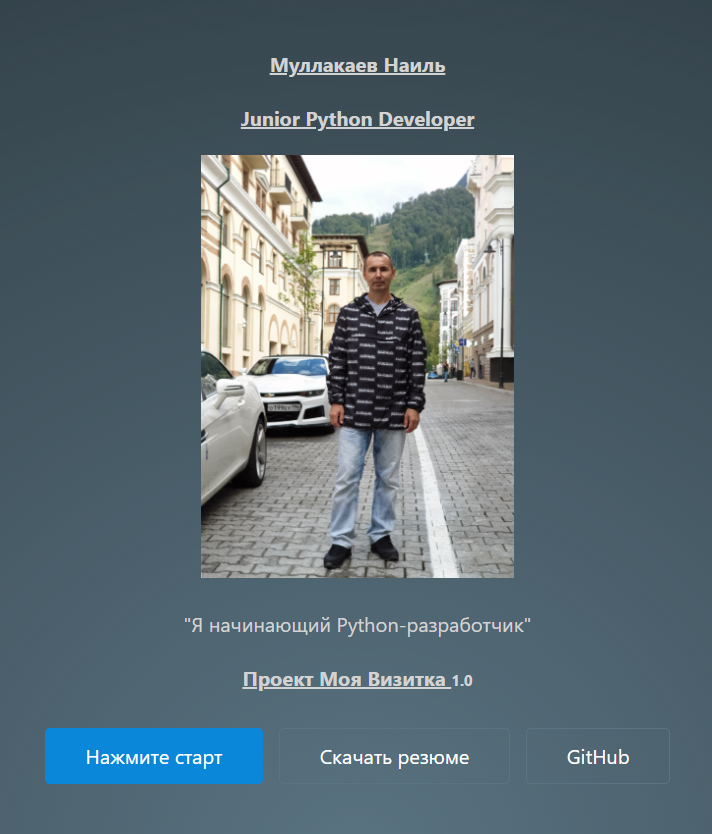 Муллакаев Наиль
Junior Python Developer
"Я начинающий Python-разработчик"
Проект Моя Визитка 1.0
Нажмите старт
Скачать резюме
GitHub